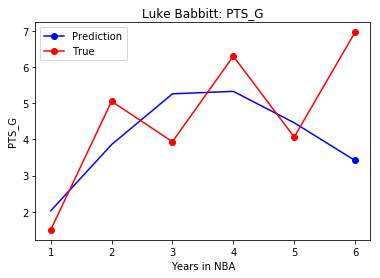 Luke Babbitt: PTS_G
Prediction
True
7
6
5
4
3
2
PTS_G
1 2 3 4 5 6
Years in NBA